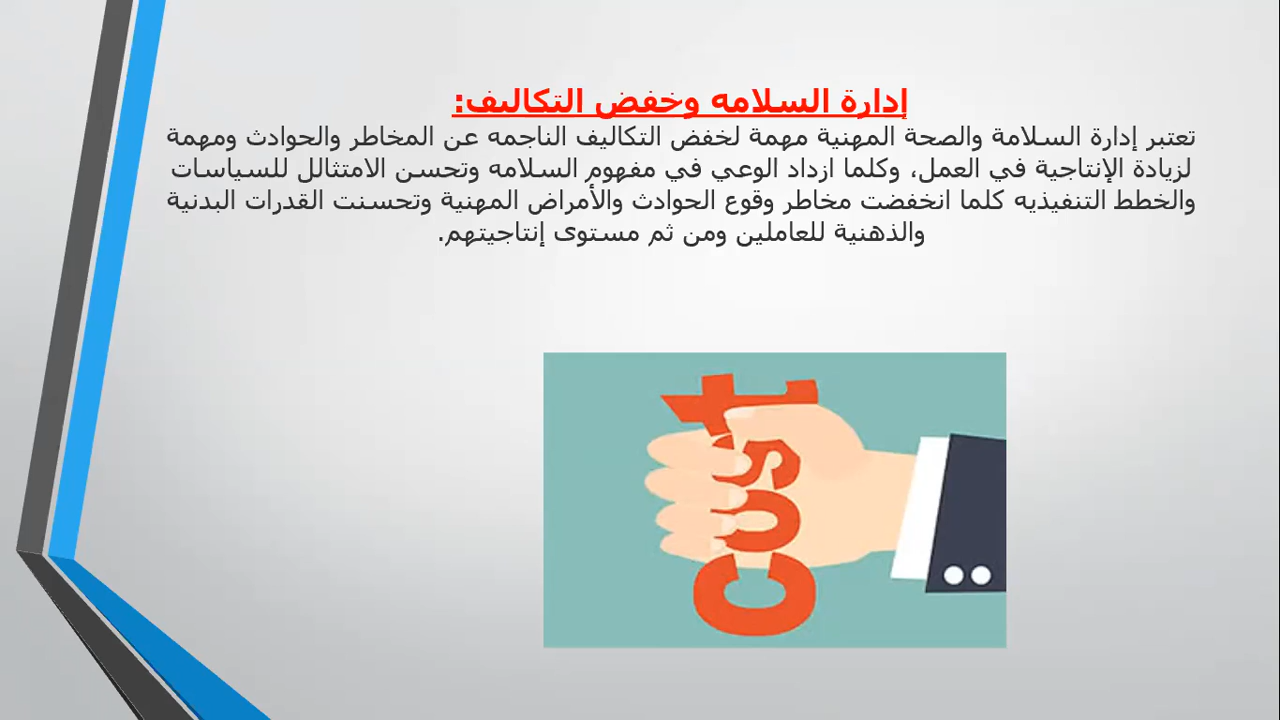 إدارة السلامه وخفض التكاليف:
تعتبر إدارة السلامة والصحة المهنية مهمة لخفض التكاليف الناجمه عن المخاطر والحوادث ومهمة
لزيادة الإنتاجية في العمل، وكلما ازداد الوعي في مفهوم السلامه وتحسن الامتثالل للسياسات
والخطط التنفيذيه كلما انخفضت مخاطر وقوع الحوادث والأمراض المهنية وتحسنت القدرات البدنية
والذهنية للعاملين ومن ثم مستوى إنتاجيتهم.
cust